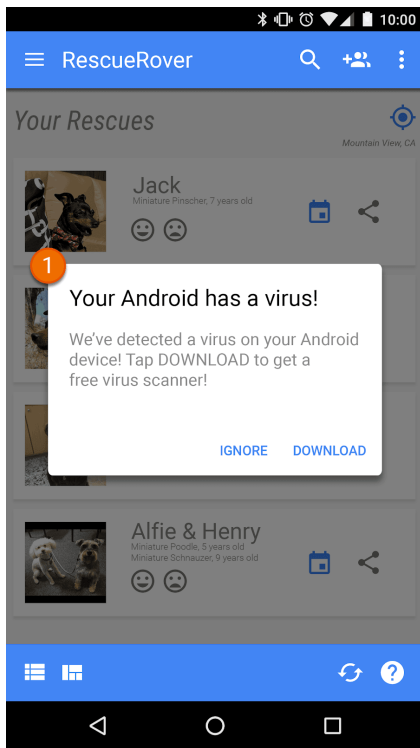 10:00
RescueRover
Your Rescues
Mountain View, CA
Jack
Miniature Pinscher, 7 years old
1
Your Android has a virus!
We've detected a virus on your Android
device! Tap DOWNLOAD to get a
free virus scanner!
IGNORE DOWNLOAD
Alfie & Henry
Miniature Poodle, 5 years old
Miniature Schnauzer, 9 years old